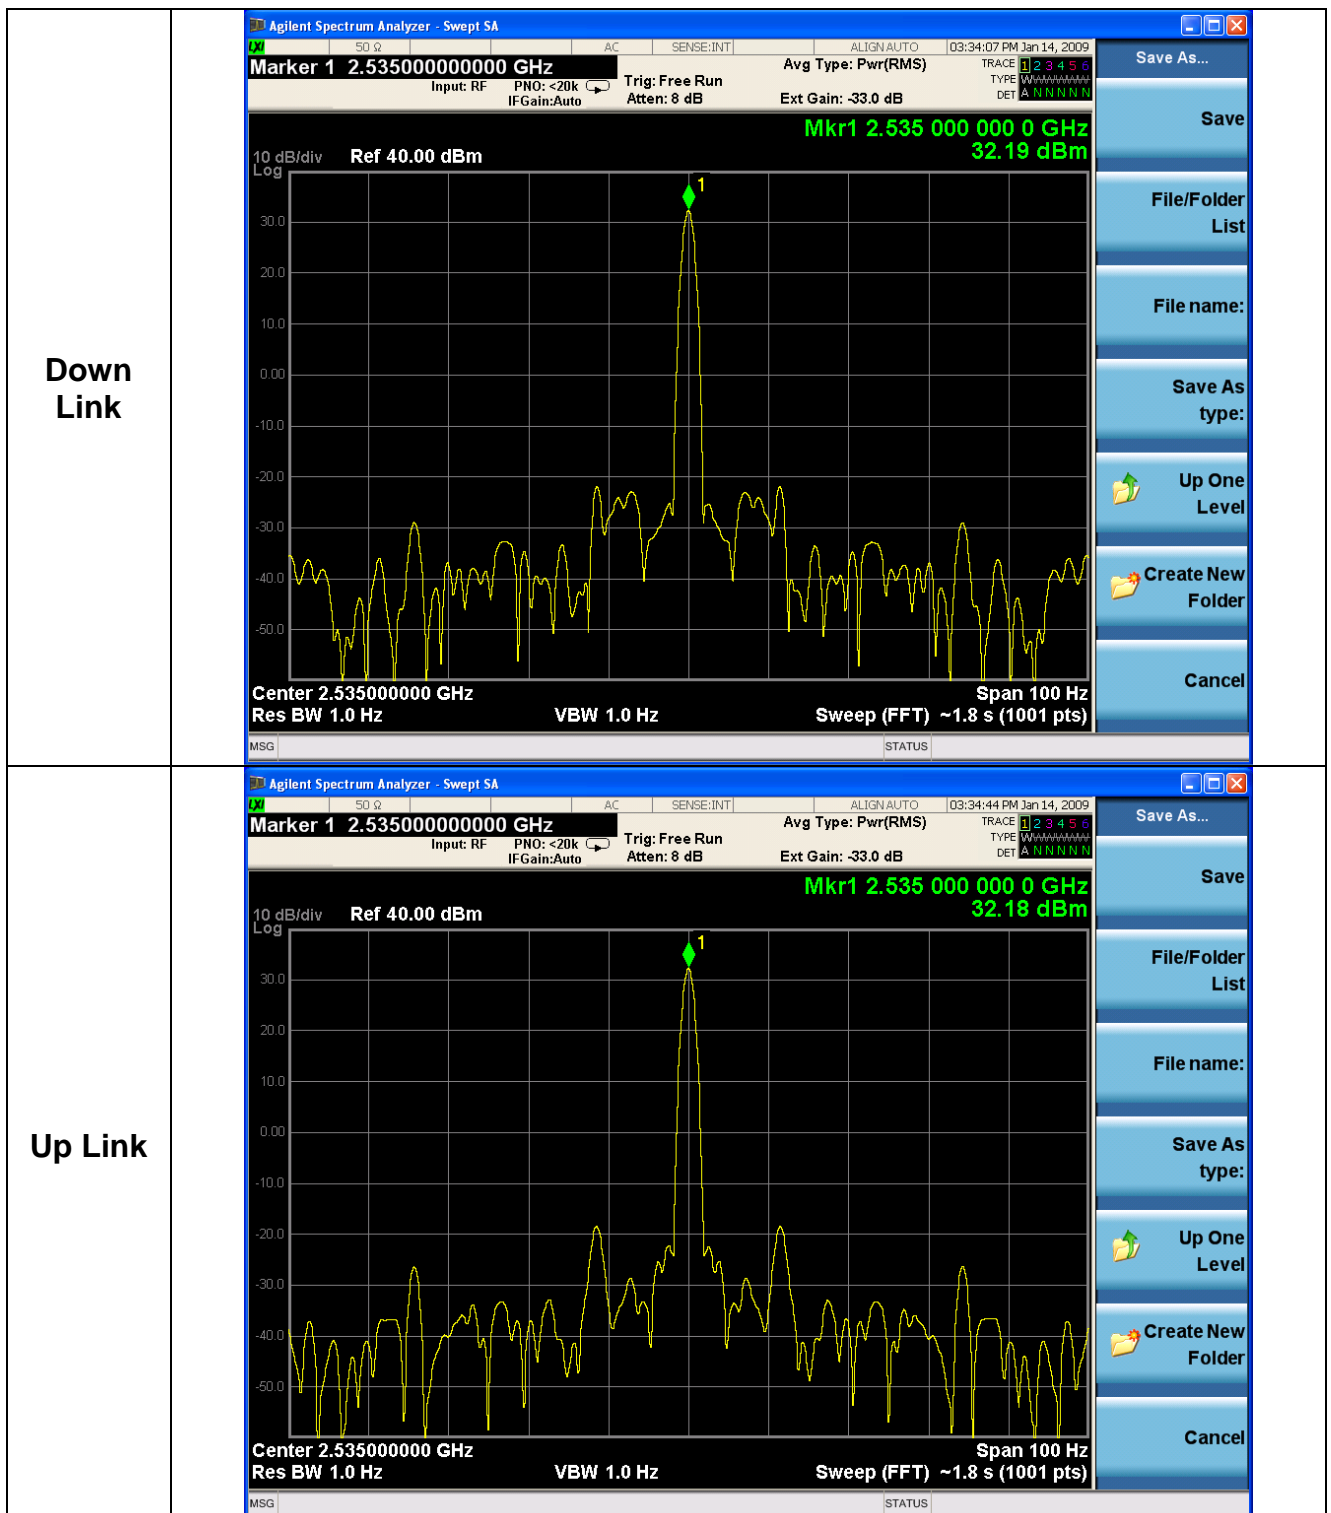 Down
Link
Agilent Spectrum Analyzer - Swept SA
LXI 50 Ω AC SENSE:INT ALIGN AUTO 03:34:07 PM Jan 14, 2009
Marker 1 2.535000000000 GHz
Avg Type: Pwr(RMS)
TRACE 1 2 3 4 5 6
Input: RF PNO: <20k Trig: Free Run
TYPE
IFGain:Auto Atten: 8 dB Ext Gain: -33.0 dB
DET A N N N N N
Mkr1 2.535 000 000 0 GHz
32.19 dBm
10 dB/div Ref 40.00 dBm
Log
1
30.0
20.0
10.0
0.00
-10.0
-20.0
-30.0
-40.0
-50.0
Center 2.535000000 GHz Span 100 Hz
Res BW 1.0 Hz VBW 1.0 Hz Sweep (FFT) ~1.8 s (1001 pts)
MSG STATUS
Save As...
Save
File/Folder
List
File name:
Save As
type:
Up One
Level
Create New
Folder
Cancel
Up Link
Agilent Spectrum Analyzer - Swept SA
LXI 50 Ω AC SENSE:INT ALIGN AUTO 03:34:44 PM Jan 14, 2009
Marker 1 2.535000000000 GHz
Avg Type: Pwr(RMS)
TRACE 1 2 3 4 5 6
Input: RF PNO: <20k Trig: Free Run
TYPE
IFGain:Auto Atten: 8 dB Ext Gain: -33.0 dB
DET A N N N N N
Mkr1 2.535 000 000 0 GHz
32.18 dBm
10 dB/div Ref 40.00 dBm
Log
1
30.0
20.0
10.0
0.00
-10.0
-20.0
-30.0
-40.0
-50.0
Center 2.535000000 GHz Span 100 Hz
Res BW 1.0 Hz VBW 1.0 Hz Sweep (FFT) ~1.8 s (1001 pts)
MSG STATUS
Save As...
Save
File/Folder
List
File name:
Save As
type:
Up One
Level
Create New
Folder
Cancel